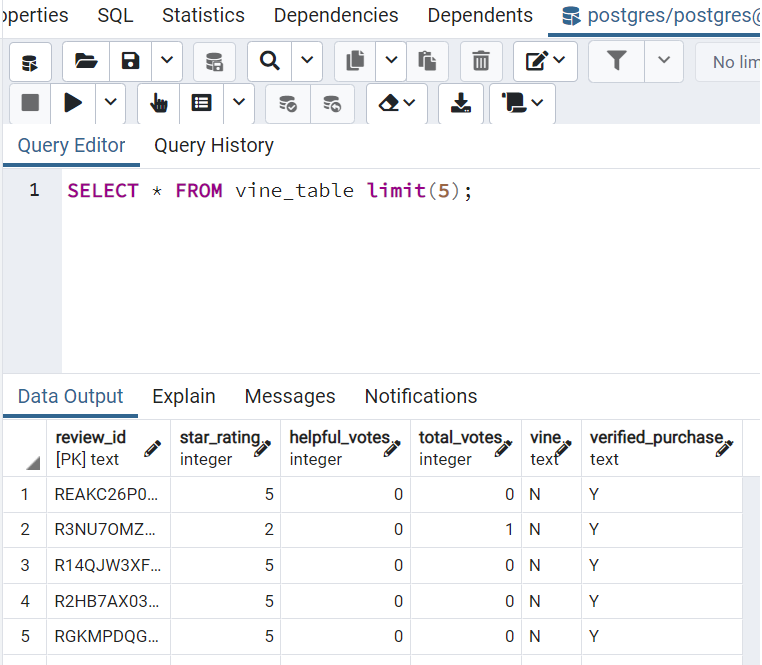 operties SQL Statistics Dependencies Dependents postgres/postgres@
No lim
Query Editor Query History
1 SELECT * FROM vine_table limit(5);
Data Output Explain Messages Notifications
review_id star_rating helpful_votes total_votes vine verified_purchase
[PK] text integer integer integer text text
1 REAKC26P0... 5 0 0 N Y
2 R3NU7OMZ... 2 0 1 N Y
3 R14QJW3XF... 5 0 0 N Y
4 R2HB7AX03... 5 0 0 N Y
5 RGKMPDQG... 5 0 0 N Y